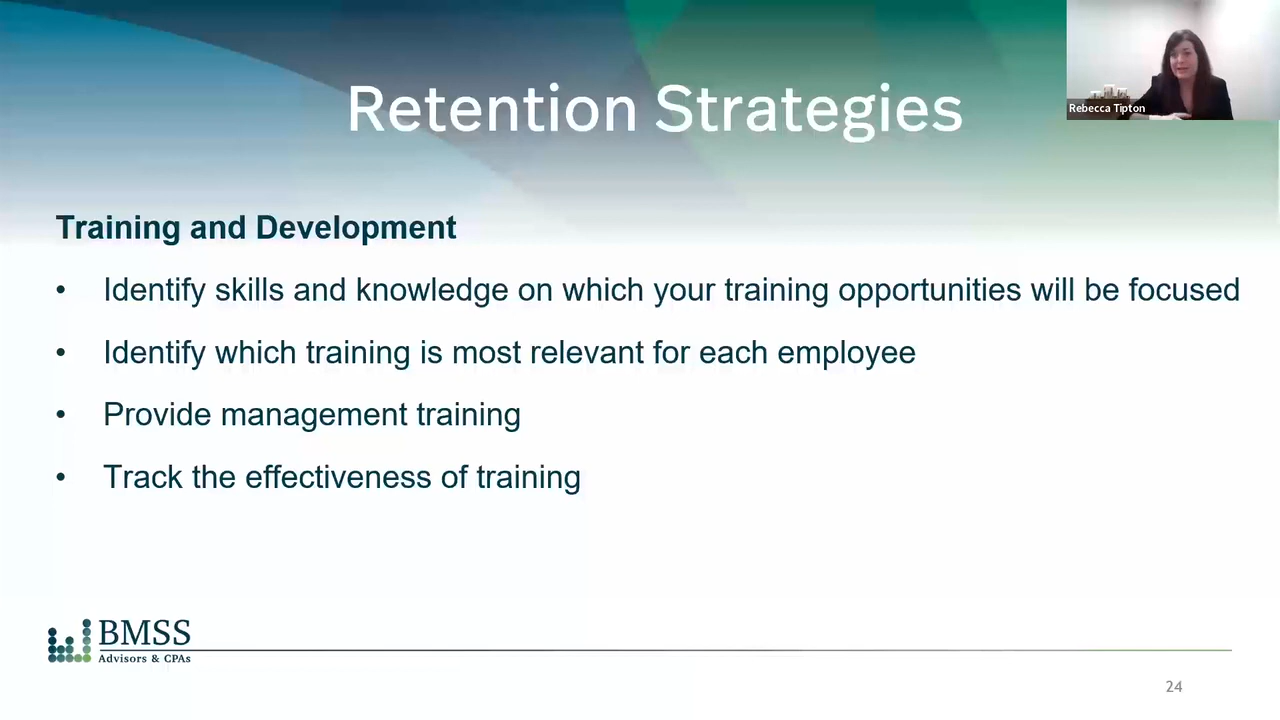 Retention Strategies
Rebecca Tipton
Training and Development
• Identify skills and knowledge on which your training opportunities will be focused
• Identify which training is most relevant for each employee
• Provide management training
• Track the effectiveness of training
BMSS
Advisors & CPAs
24